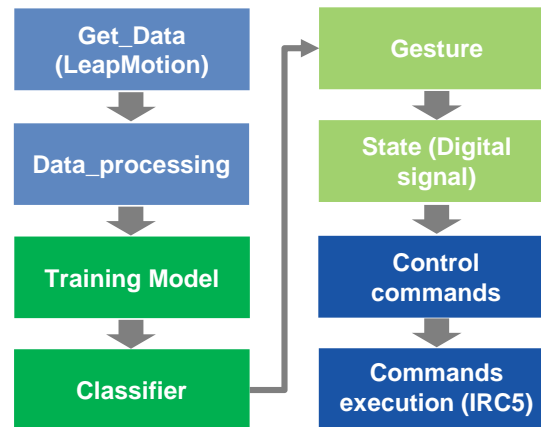 Get_Data
(LeapMotion)
Data_processing
Training Model
Classifier
Gesture
State (Digital
signal)
Control
commands
Commands
execution (IRC5)